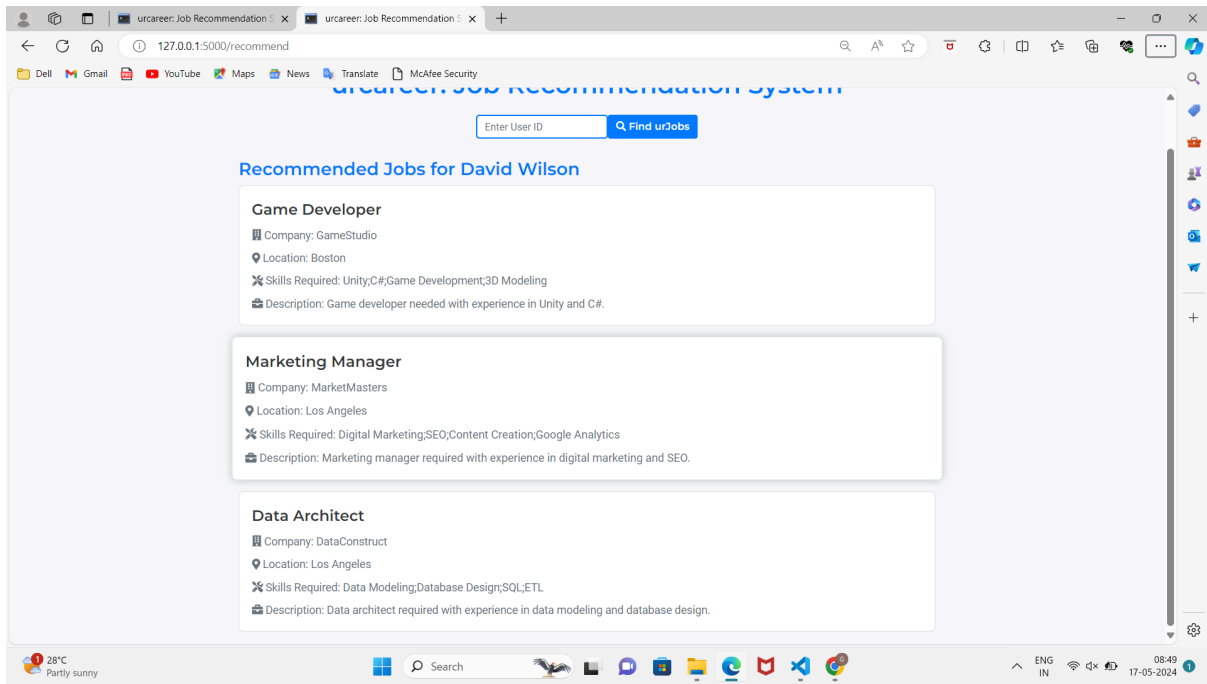 urcareer: Job Recommendation S
urcareer: Job Recommendation S
127.0.0.1:5000/recommend
Dell
Gmail
YouTube
Maps
News
Translate
McAfee Security
urcareer: Job Recommendation System
Enter User ID
Find urJobs
Recommended Jobs for David Wilson
Game Developer
Company: GameStudio
Location: Boston
Skills Required: Unity;C#;Game Development;3D Modeling
Description: Game developer needed with experience in Unity and C#.
Marketing Manager
Company: MarketMasters
Location: Los Angeles
Skills Required: Digital Marketing;SEO;Content Creation;Google Analytics
Description: Marketing manager required with experience in digital marketing and SEO.
Data Architect
Company: DataConstruct
Location: Los Angeles
Skills Required: Data Modeling;Database Design;SQL;ETL
Description: Data architect required with experience in data modeling and database design.
1
28°C
Partly sunny
Search
ENG
IN
08:49
17-05-2024
1